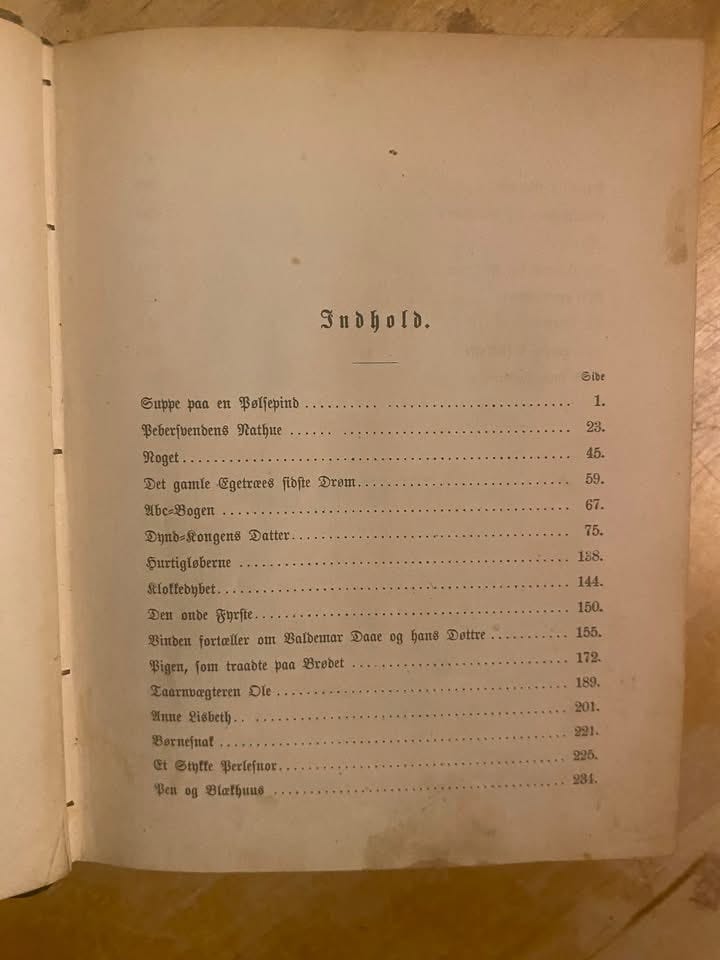 Indhold.
Side
Suppe paa en Pølsepind .......... ........................ 1.
Pebersvendens Nathue ...... .............................. 23.
Noget..................................................... 45.
Det gamle Egetræes sidste Drøm............................ 59.
Abc-Bogen ................................................ 67.
Dynd-Kongens Datter....................................... 75.
Hurtigløberne ............................................ 138.
Klokkedybet............................................... 144.
Den onde Fyrste........................................... 150.
Vinden fortæller om Valdemar Daae og hans Døttre ........... 155.
Pigen, som traadte paa Brødet ............................ 172.
Taarnvægteren Ole ........................................ 189.
Anne Lisbeth.. ........................................... 201.
Børnesnak ................................................ 221.
Et Stykke Perlesnor....................................... 225.
Pen og Blækhuus .......................................... 234.